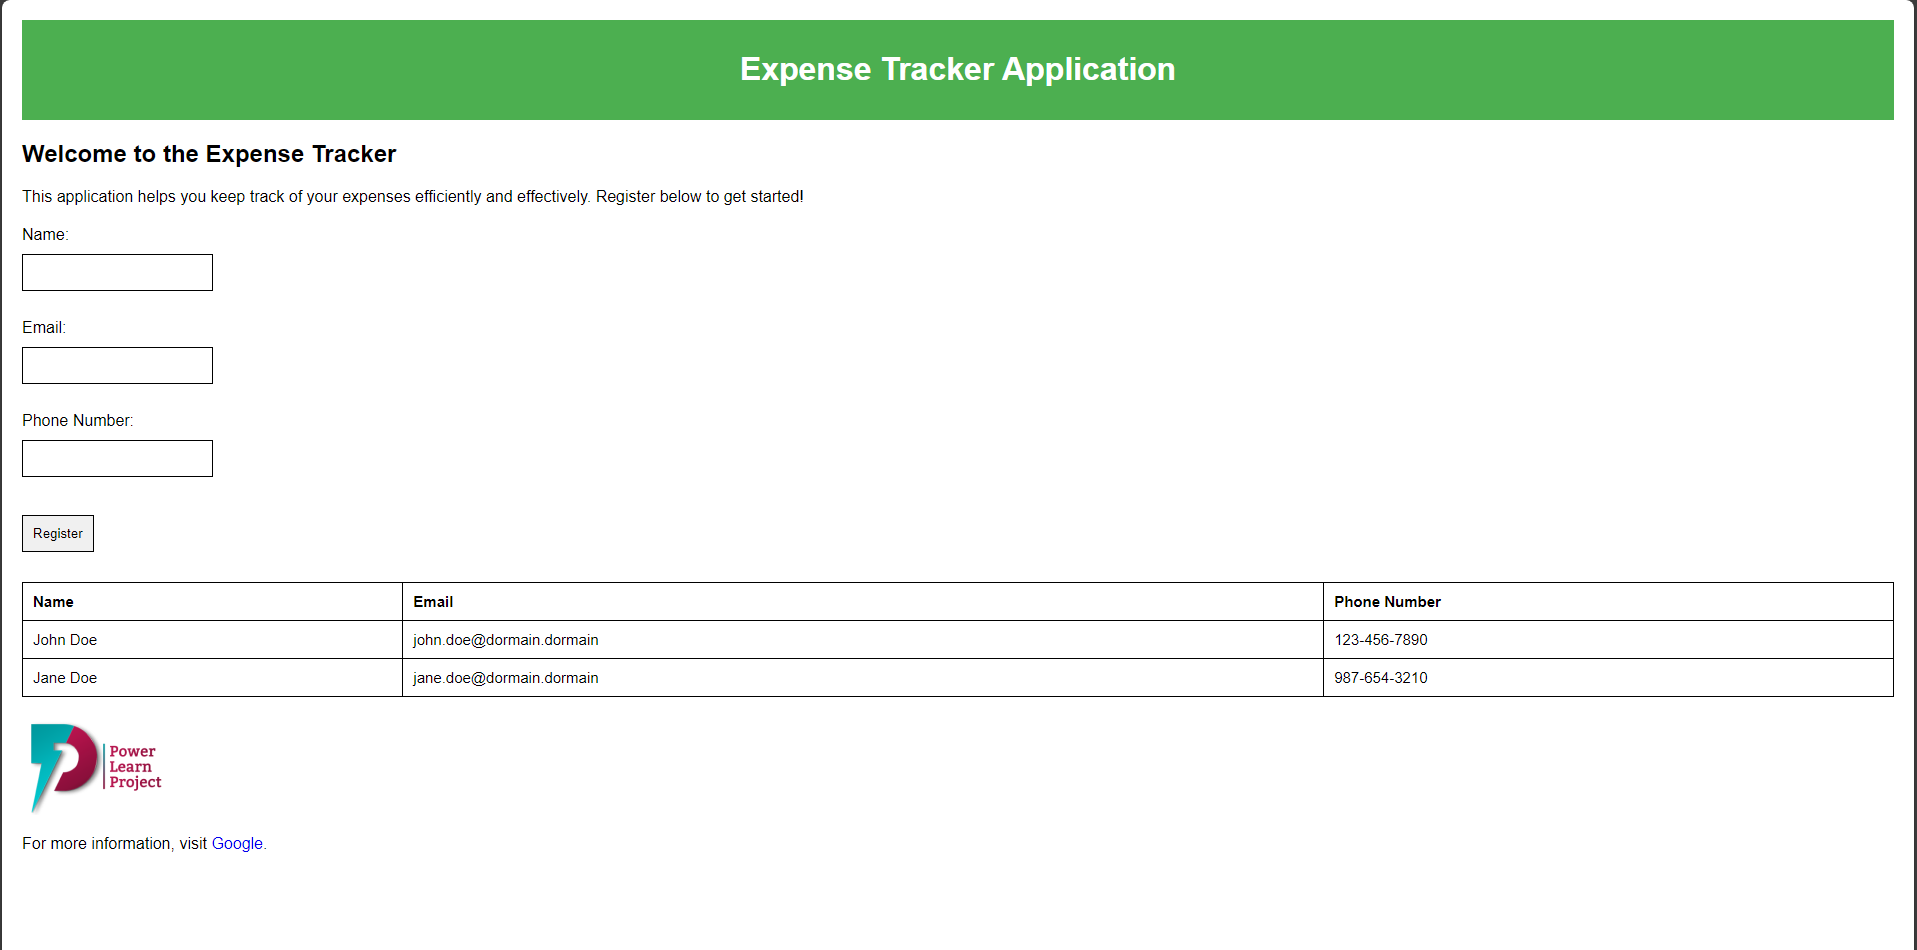 Expense Tracker Application
Welcome to the Expense Tracker
This application helps you keep track of your expenses efficiently and effectively. Register below to get started!
Name:
Email:
Phone Number:
Register
Name Email Phone Number
John Doe john.doe@dormain.dormain 123-456-7890
Jane Doe jane.doe@dormain.dormain 987-654-3210
Power
Learn
Project
For more information, visit Google.